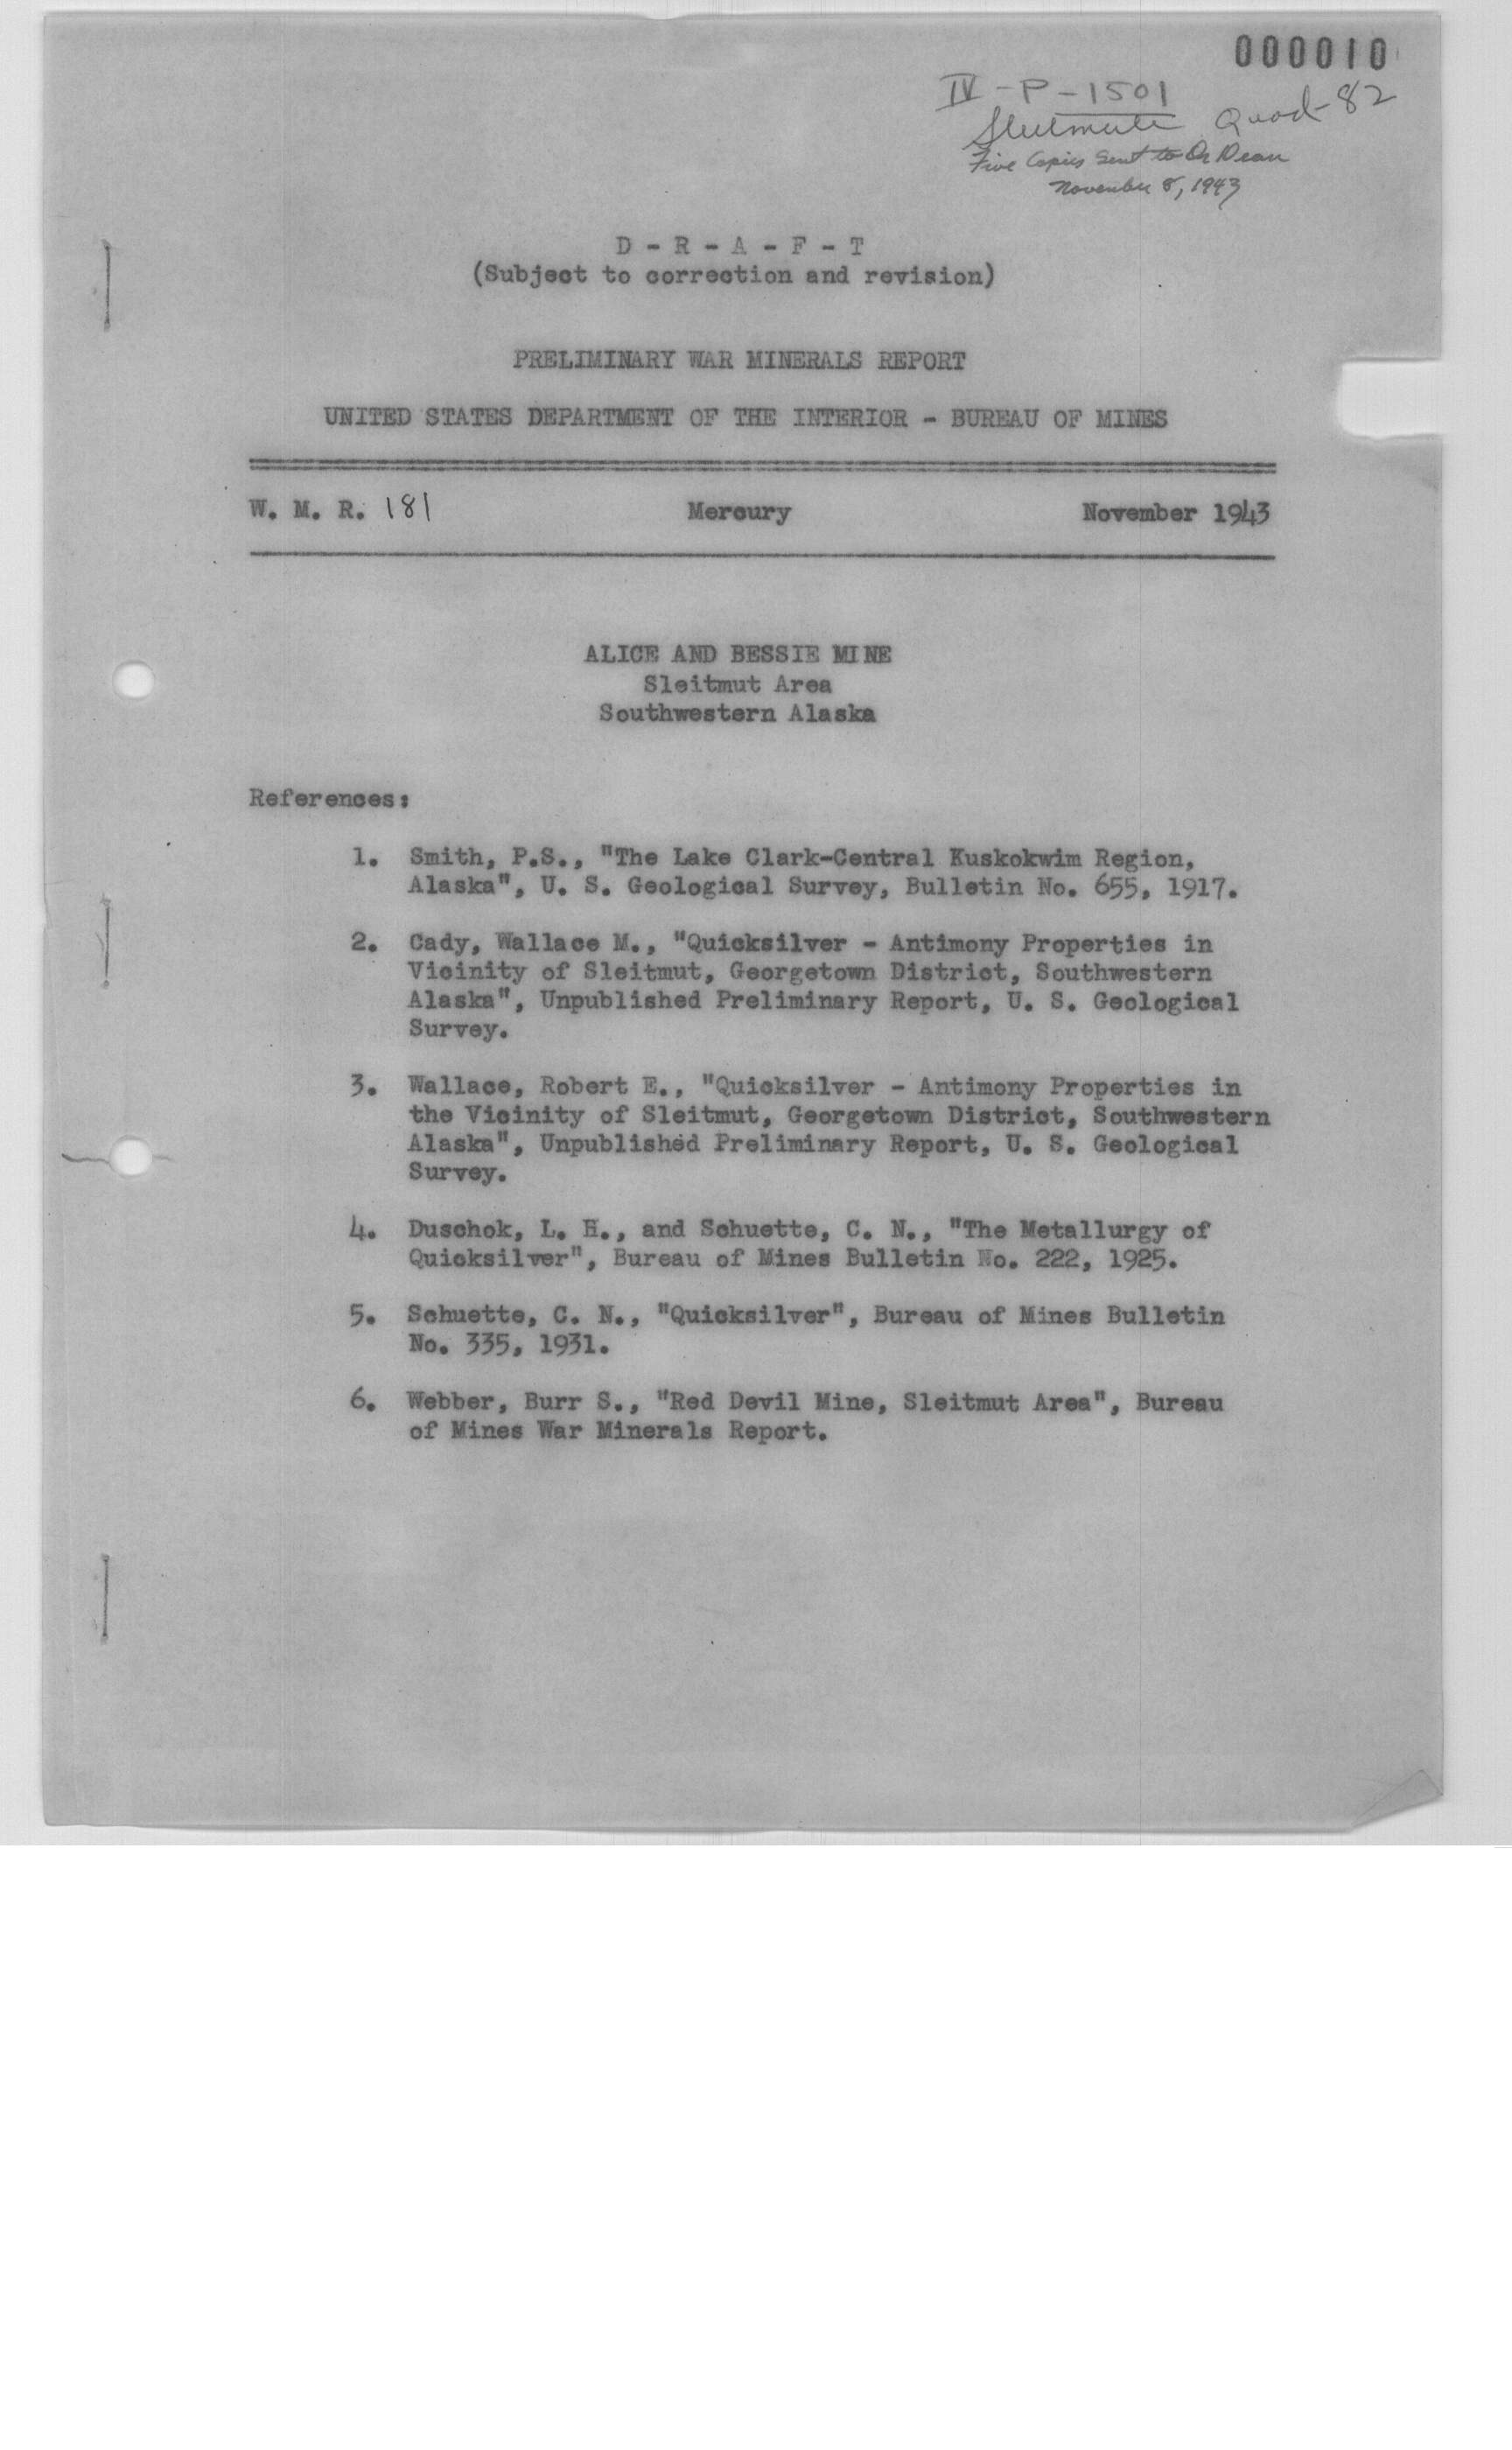 000010
IV-P-1501
Sleetmute Quad-82
Five Copies Sent to Dr Dean
November 8, 1943
D - R - A - F - T
(Subject to correction and revision)
PRELIMINARY WAR MINERALS REPORT
UNITED STATES DEPARTMENT OF THE INTERIOR - BUREAU OF MINES
W. M. R. 181 Mercury November 1943
ALICE AND BESSIE MINE
Sleitmut Area
Southwestern Alaska
References:
1. Smith, P.S., "The Lake Clark-Central Kuskokwim Region,
Alaska", U. S. Geological Survey, Bulletin No. 655, 1917.
2. Cady, Wallace M., "Quicksilver - Antimony Properties in
Vicinity of Sleitmut, Georgetown District, Southwestern
Alaska", Unpublished Preliminary Report, U. S. Geological
Survey.
3. Wallace, Robert E., "Quicksilver - Antimony Properties in
the Vicinity of Sleitmut, Georgetown District, Southwestern
Alaska", Unpublished Preliminary Report, U. S. Geological
Survey.
4. Duschok, L. H., and Schuette, C. N., "The Metallurgy of
Quicksilver", Bureau of Mines Bulletin No. 222, 1925.
5. Schuette, C. N., "Quicksilver", Bureau of Mines Bulletin
No. 335, 1931.
6. Webber, Burr S., "Red Devil Mine, Sleitmut Area", Bureau
of Mines War Minerals Report.